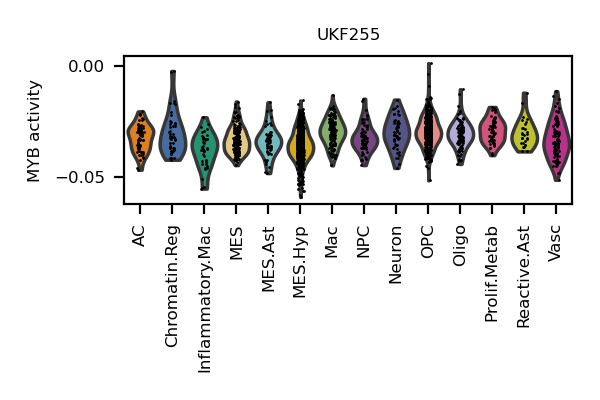 UKF255
MYB activity
0.00
−0.05
AC
Chromatin.Reg
Inflammatory.Mac
MES
MES.Ast
MES.Hyp
Mac
NPC
Neuron
OPC
Oligo
Prolif.Metab
Reactive.Ast
Vasc